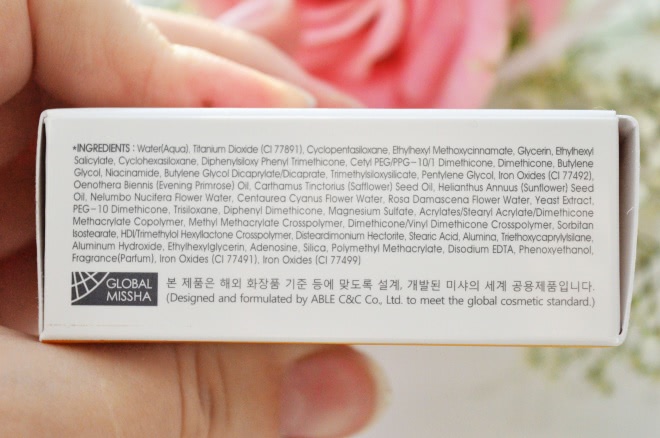 *INGREDIENTS : Water(Aqua), Titanium Dioxide (CI 77891), Cyclopentasiloxane, Ethylhexyl Methoxycinnamate, Glycerin, Ethylhexyl
Salicylate, Cyclohexasiloxane, Diphenylsiloxy Phenyl Trimethicone, Cetyl PEG/PPG-10/1 Dimethicone, Dimethicone, Butylene
Glycol, Niacinamide, Butylene Glycol Dicaprylate/Dicaprate, Trimethylsiloxysilicate, Pentylene Glycol, Iron Oxides (CI 77492),
Oenothera Biennis (Evening Primrose) Oil, Carthamus Tinctorius (Safflower) Seed Oil, Helianthus Annuus (Sunflower) Seed
Oil, Nelumbo Nucifera Flower Water, Centaurea Cyanus Flower Water, Rosa Damascena Flower Water, Yeast Extract,
PEG-10 Dimethicone, Trisiloxane, Diphenyl Dimethicone, Magnesium Sulfate, Acrylates/Stearyl Acrylate/Dimethicone
Methacrylate Copolymer, Methyl Methacrylate Crosspolymer, Dimethicone/Vinyl Dimethicone Crosspolymer, Sorbitan
Isostearate, HDI/Trimethylol Hexyllactone Crosspolymer, Disteardimonium Hectorite, Stearic Acid, Alumina, Triethoxycaprylylsilane,
Aluminum Hydroxide, Ethylhexylglycerin, Adenosine, Silica, Polymethyl Methacrylate, Disodium EDTA, Phenoxyethanol,
Fragrance(Parfum), Iron Oxides (CI 77491), Iron Oxides (CI 77499)
GLOBAL
MISSHA
본 제품은 해외 화장품 기준 등에 맞도록 설계, 개발된 미샤의 세계 공용제품입니다.
(Designed and formulated by ABLE C&C Co., Ltd. to meet the global cosmetic standard.)